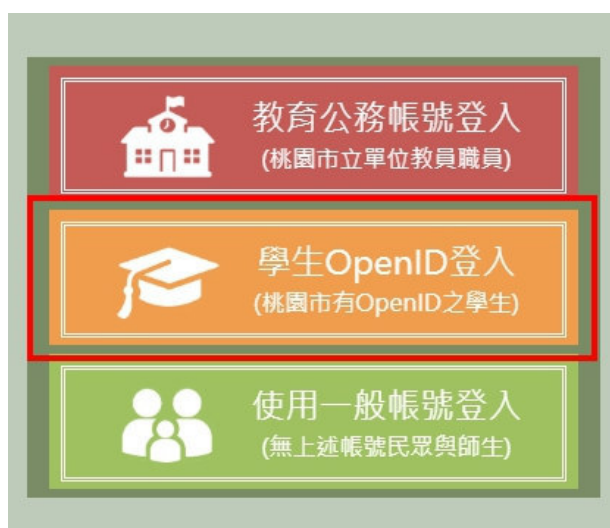 教育公務帳號登入
(桃園市立單位教員職員)
學生OpenID登入
(桃園市有OpenID之學生)
使用一般帳號登入
(無上述帳號民眾與師生)